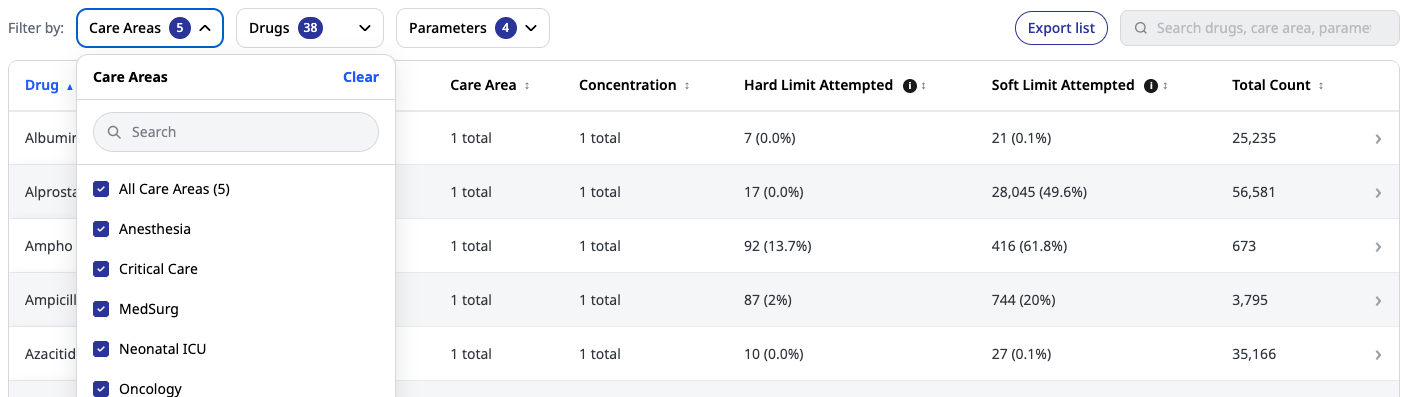 Filter by: Care Areas 5 Drugs 38 Parameters 4 Export list Search drugs, care area, parame
Care Areas Clear
Search
All Care Areas (5)
Anesthesia
Critical Care
MedSurg
Neonatal ICU
Oncology
Drug Care Area Concentration Hard Limit Attempted Soft Limit Attempted Total Count
Albumin 1 total 1 total 7 (0.0%) 21 (0.1%) 25,235
Alprosta 1 total 1 total 17 (0.0%) 28,045 (49.6%) 56,581
Ampho 1 total 1 total 92 (13.7%) 416 (61.8%) 673
Ampicill 1 total 1 total 87 (2%) 744 (20%) 3,795
Azacitid 1 total 1 total 10 (0.0%) 27 (0.1%) 35,166